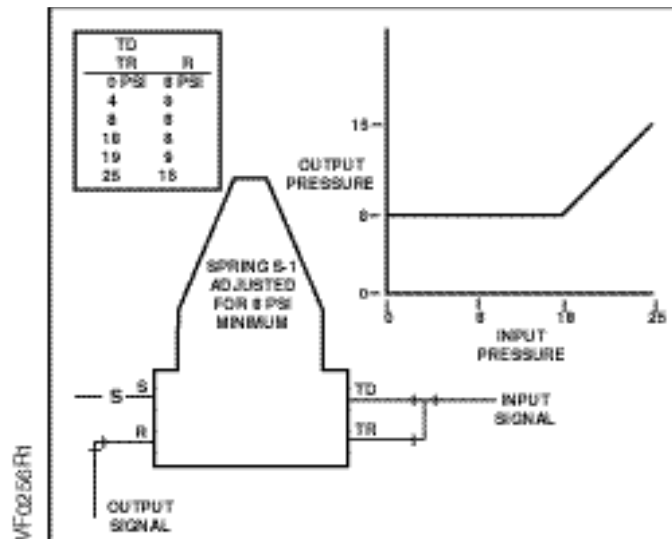 TD
TR R
0 PSI 8 PSI
4 8
8 8
18 8
19 9
25 15
15
OUTPUT
PRESSURE
8
0
0 8 18 25
INPUT
PRESSURE
SPRING S-1
ADJUSTED
FOR 8 PSI
MINIMUM
S S
TD
INPUT
SIGNAL
R
TR
OUTPUT
SIGNAL
VF0256R1